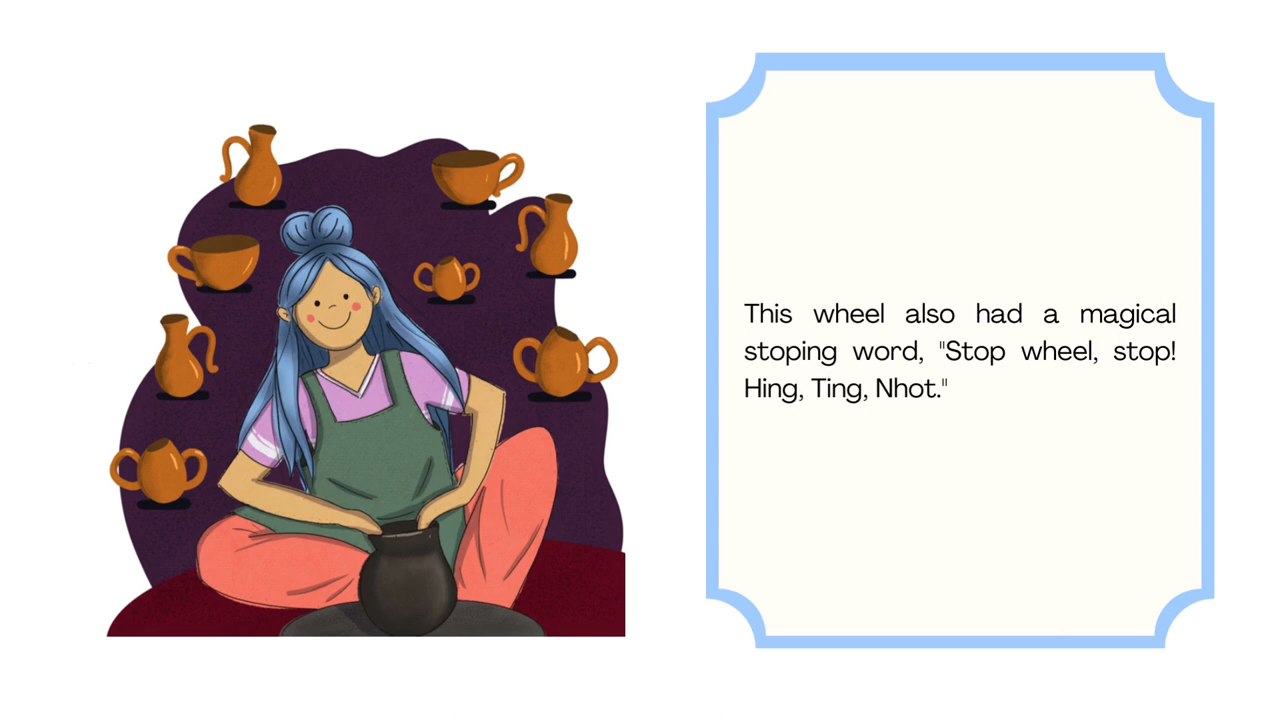 This wheel also had a magical
stoping word, "Stop wheel, stop!
Hing, Ting, Nhot."